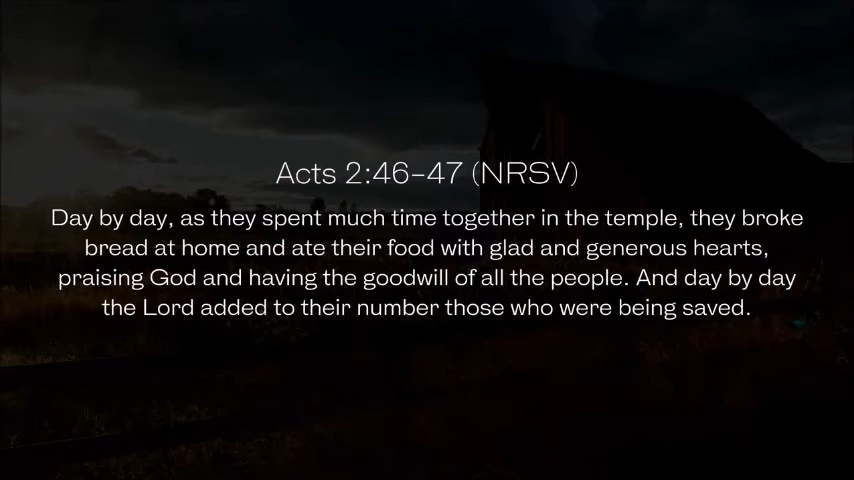 Acts 2:46–47 (NRSV)
Day by day, as they spent much time together in the temple, they broke
bread at home and ate their food with glad and generous hearts,
praising God and having the goodwill of all the people. And day by day
the Lord added to their number those who were being saved.